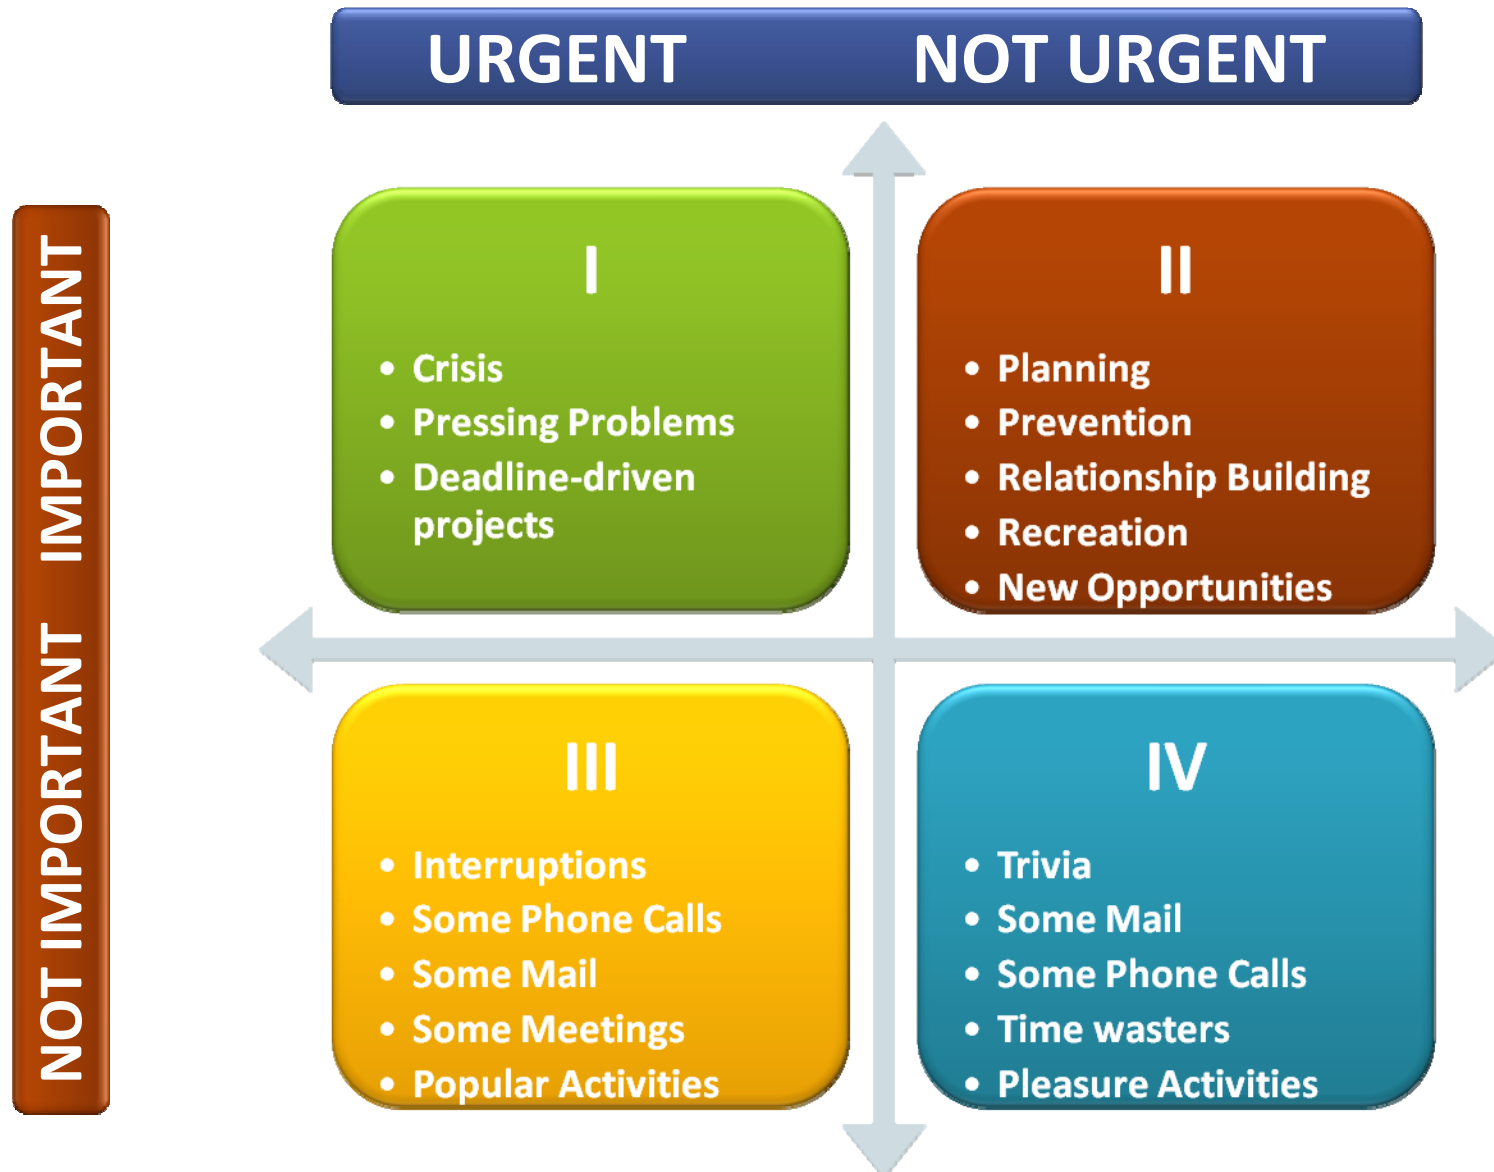 URGENT NOT URGENT
IMPORTANT
NOT IMPORTANT
I
• Crisis
• Pressing Problems
• Deadline-driven
projects
II
• Planning
• Prevention
• Relationship Building
• Recreation
• New Opportunities
III
• Interruptions
• Some Phone Calls
• Some Mail
• Some Meetings
• Popular Activities
IV
• Trivia
• Some Mail
• Some Phone Calls
• Time wasters
• Pleasure Activities